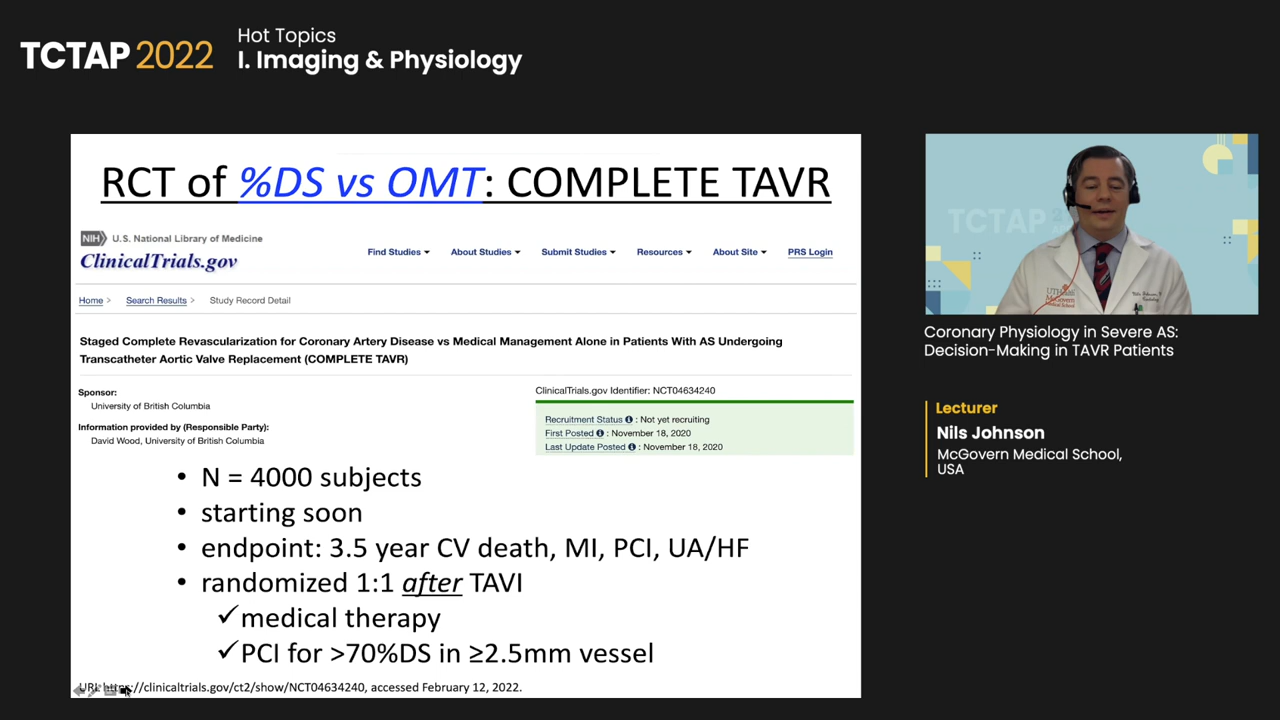 TCTAP 2022
Hot Topics
I. Imaging & Physiology
RCT of %DS vs OMT: COMPLETE TAVR
NIH U.S. National Library of Medicine
ClinicalTrials.gov
Find Studies
About Studies
Submit Studies
Resources
About Site
PRS Login
Home >
Search Results >
Study Record Detail
Staged Complete Revascularization for Coronary Artery Disease vs Medical Management Alone in Patients With AS Undergoing
Transcatheter Aortic Valve Replacement (COMPLETE TAVR)
Sponsor:
University of British Columbia
Information provided by (Responsible Party):
David Wood, University of British Columbia
ClinicalTrials.gov Identifier: NCT04634240
Recruitment Status : Not yet recruiting
First Posted : November 18, 2020
Last Update Posted : November 18, 2020
• N = 4000 subjects
• starting soon
• endpoint: 3.5 year CV death, MI, PCI, UA/HF
• randomized 1:1 after TAVI
✓medical therapy
✓PCI for >70%DS in ≥2.5mm vessel
URL https://clinicaltrials.gov/ct2/show/NCT04634240, accessed February 12, 2022.
TCTAP
UTHealth
McGovern
Medical School
Coronary Physiology in Severe AS:
Decision-Making in TAVR Patients
Lecturer
Nils Johnson
McGovern Medical School,
USA